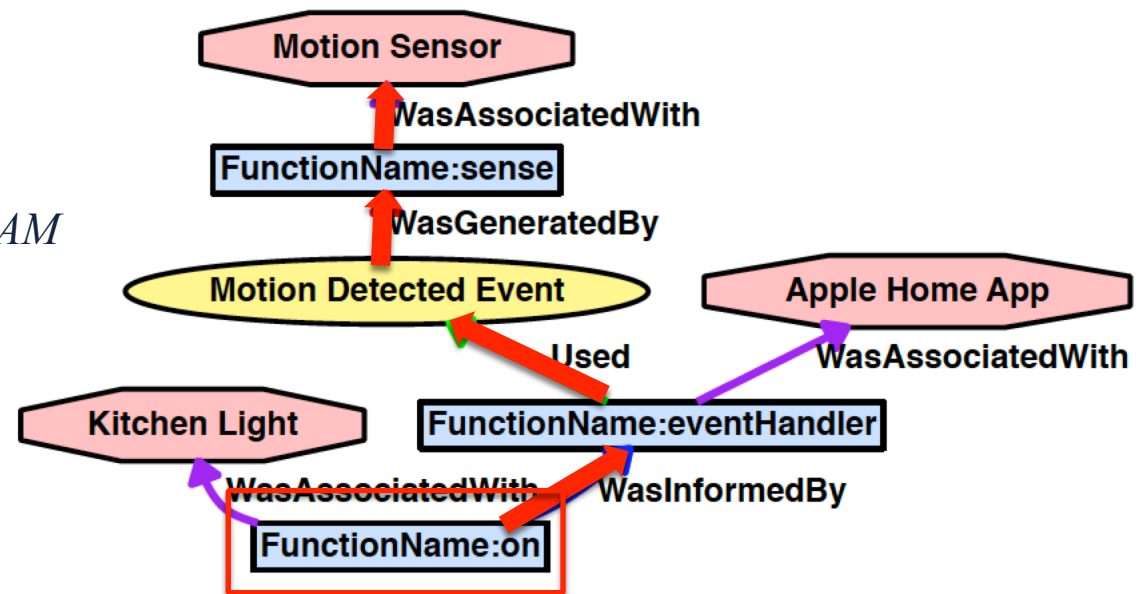 Motion Sensor
WasAssociatedWith
FunctionName:sense
AM
WasGeneratedBy
Motion Detected Event
Apple Home App
Used
WasAssociatedWith
Kitchen Light
FunctionName:eventHandler
WasAssociatedWith
WasInformedBy
FunctionName:on